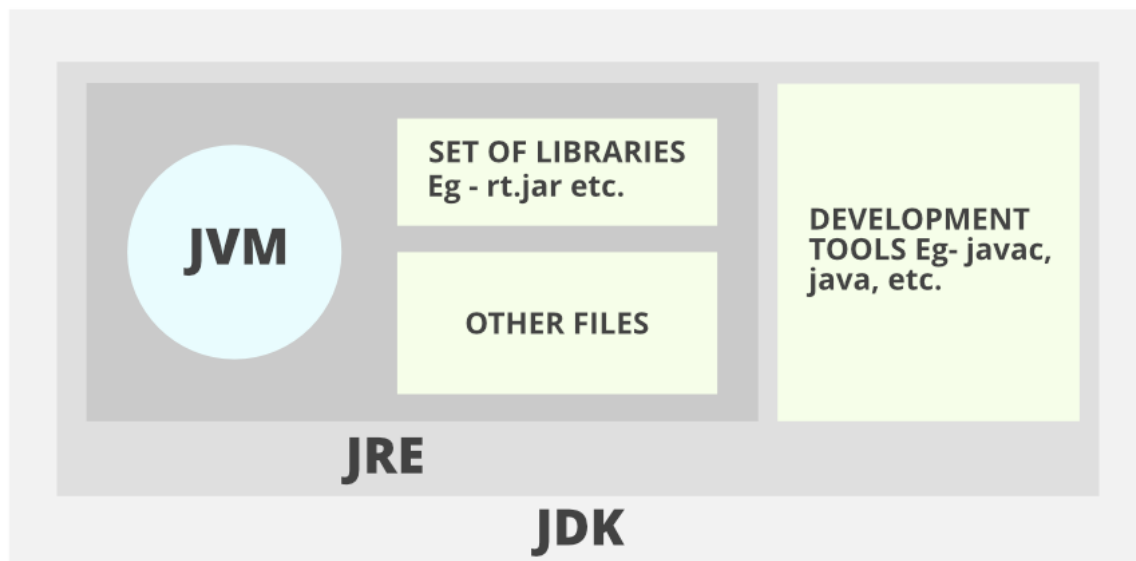 JVM
SET OF LIBRARIES
Eg - rt.jar etc.
OTHER FILES
DEVELOPMENT
TOOLS Eg- javac,
java, etc.
JRE
JDK